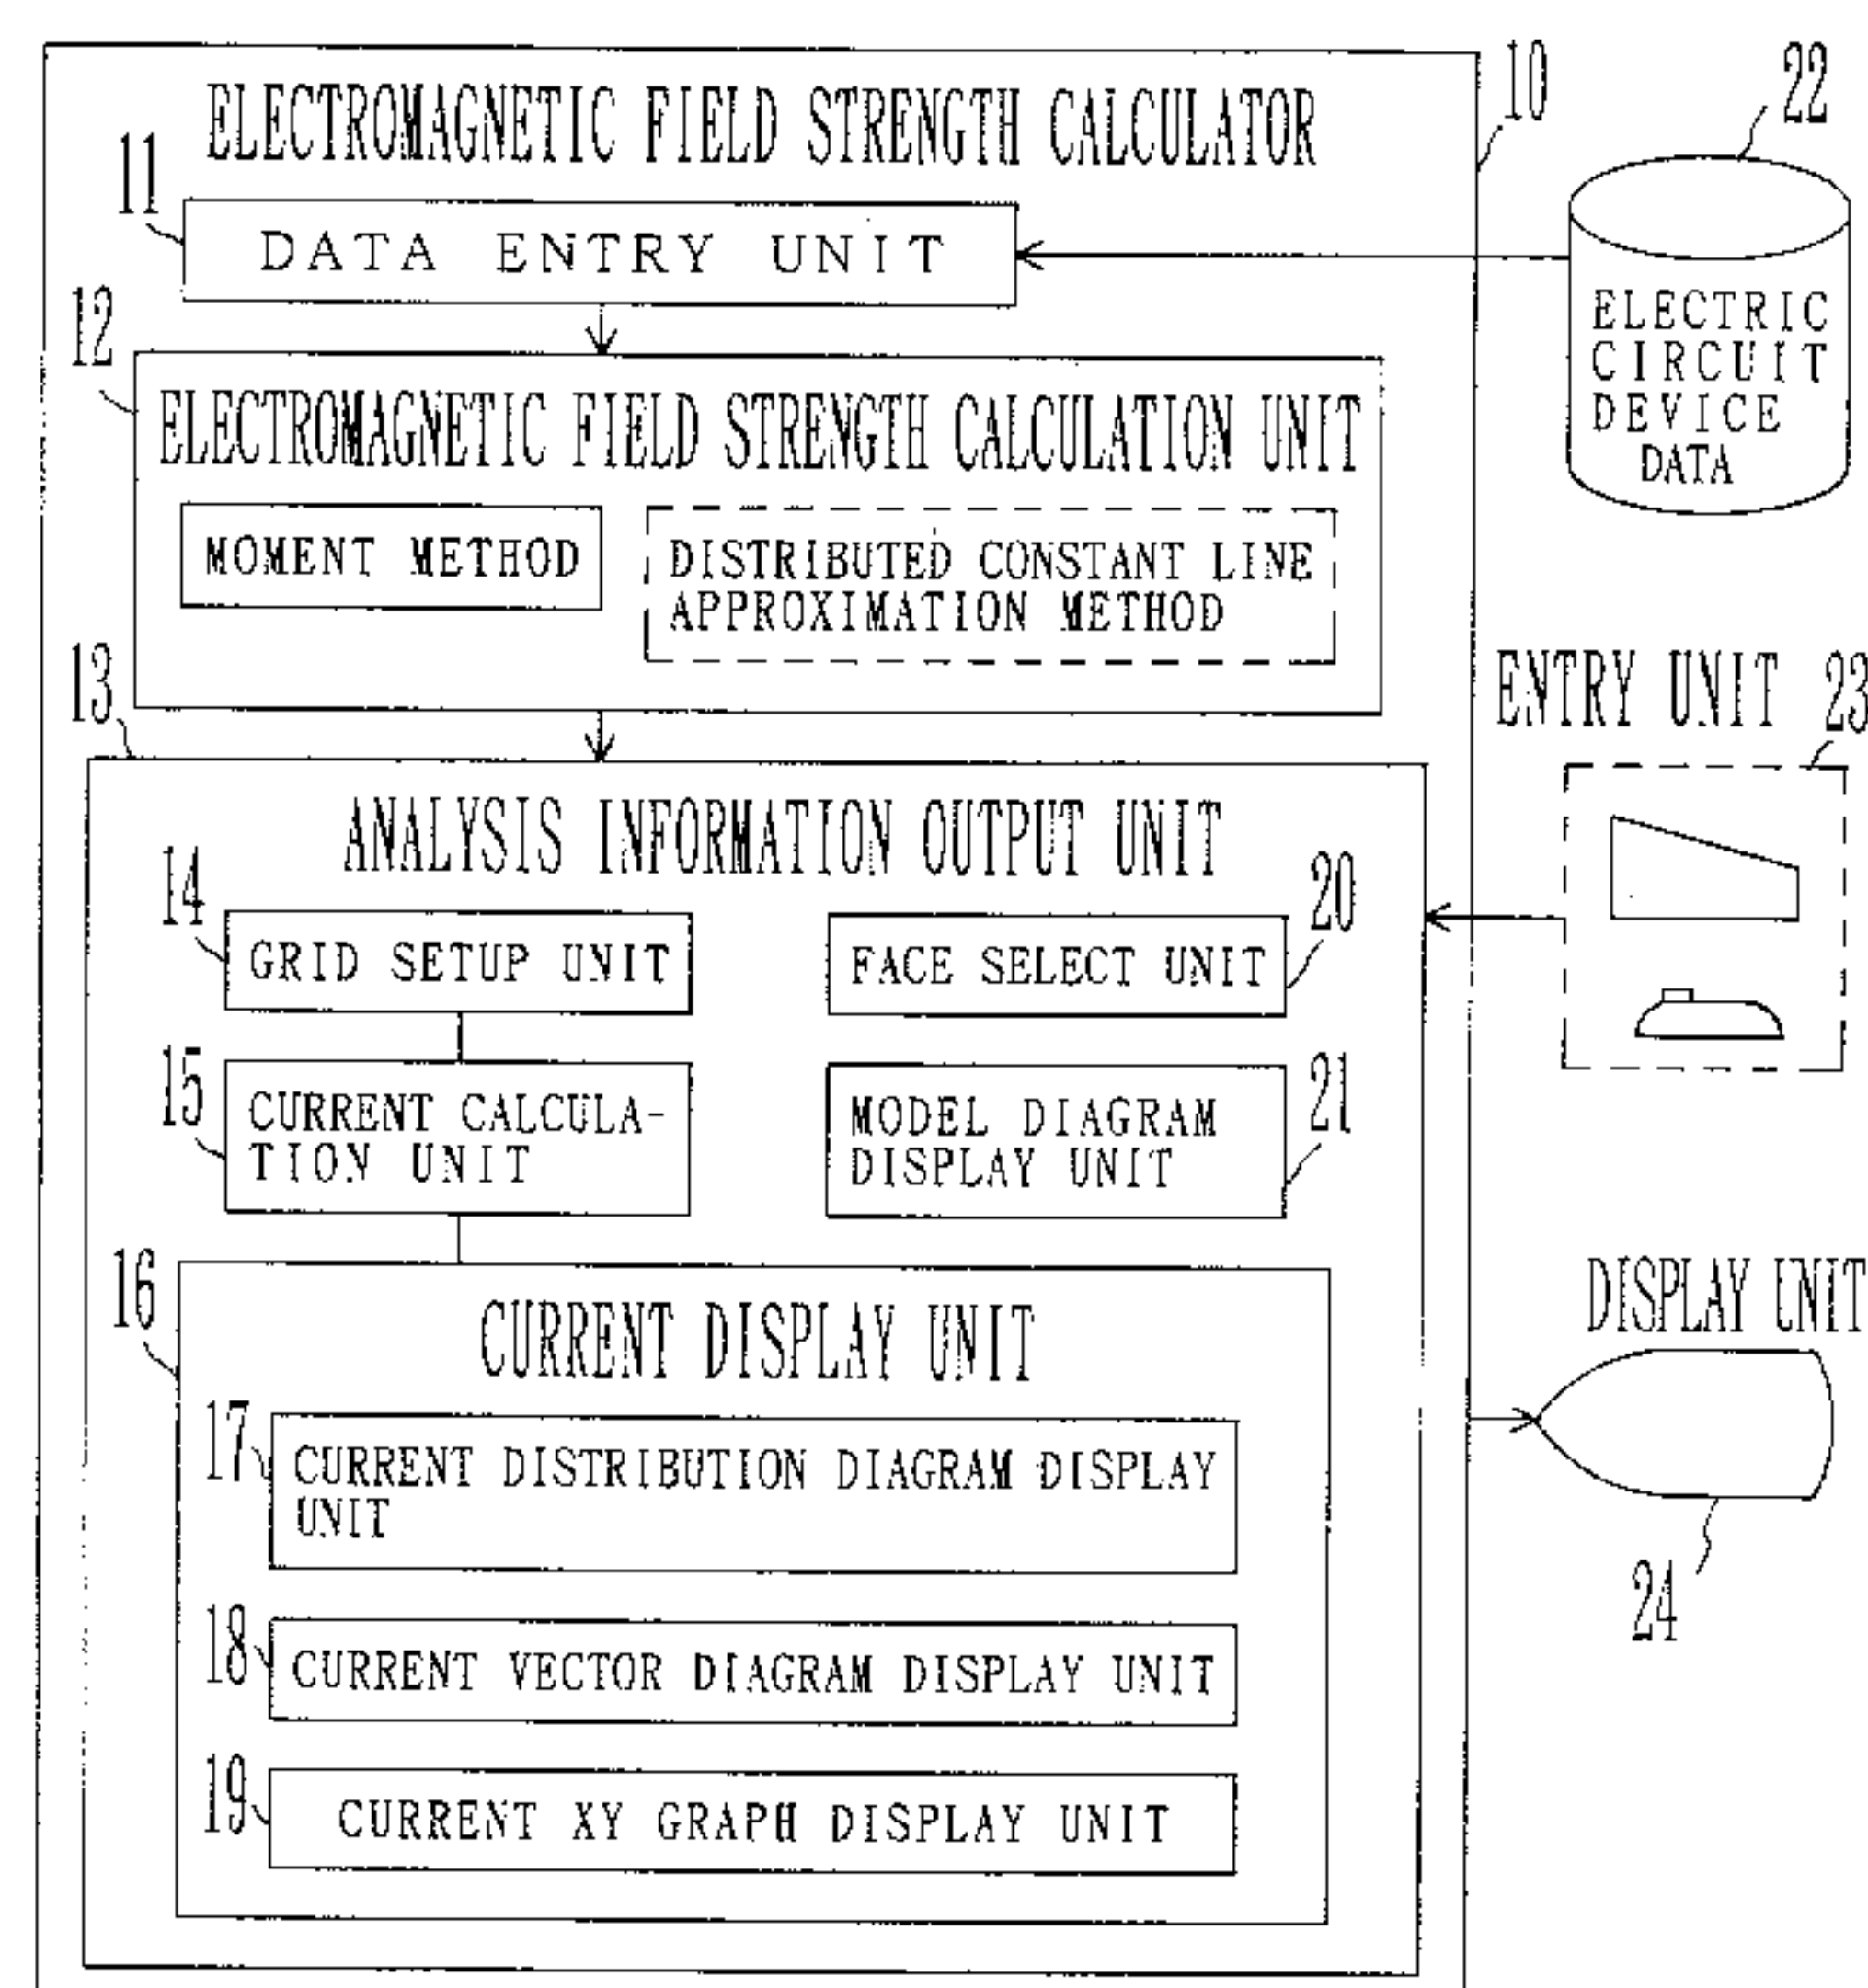 ELECTROMAGNETIC FIELD STRENGTH CALCULATOR
10
22
11
DATA ENTRY UNIT
12
ELECTRIC
CIRCUIT
DEVICE
DATA
ELECTROMAGNETIC FIELD STRENGTH CALCULATION UNIT
MOMENT METHOD
DISTRIBUTED CONSTANT LINE
APPROXIMATION METHOD
13
ENTRY UNIT 23
ANALYSIS INFORMATION OUTPUT UNIT
14
GRID SETUP UNIT
20
FACE SELECT UNIT
15
CURRENT CALCULA-
TION UNIT
21
MODEL DIAGRAM
DISPLAY UNIT
16
CURRENT DISPLAY UNIT
DISPLAY UNIT
24
17
CURRENT DISTRIBUTION DIAGRAM DISPLAY
UNIT
18
CURRENT VECTOR DIAGRAM DISPLAY UNIT
19
CURRENT XY GRAPH DISPLAY UNIT